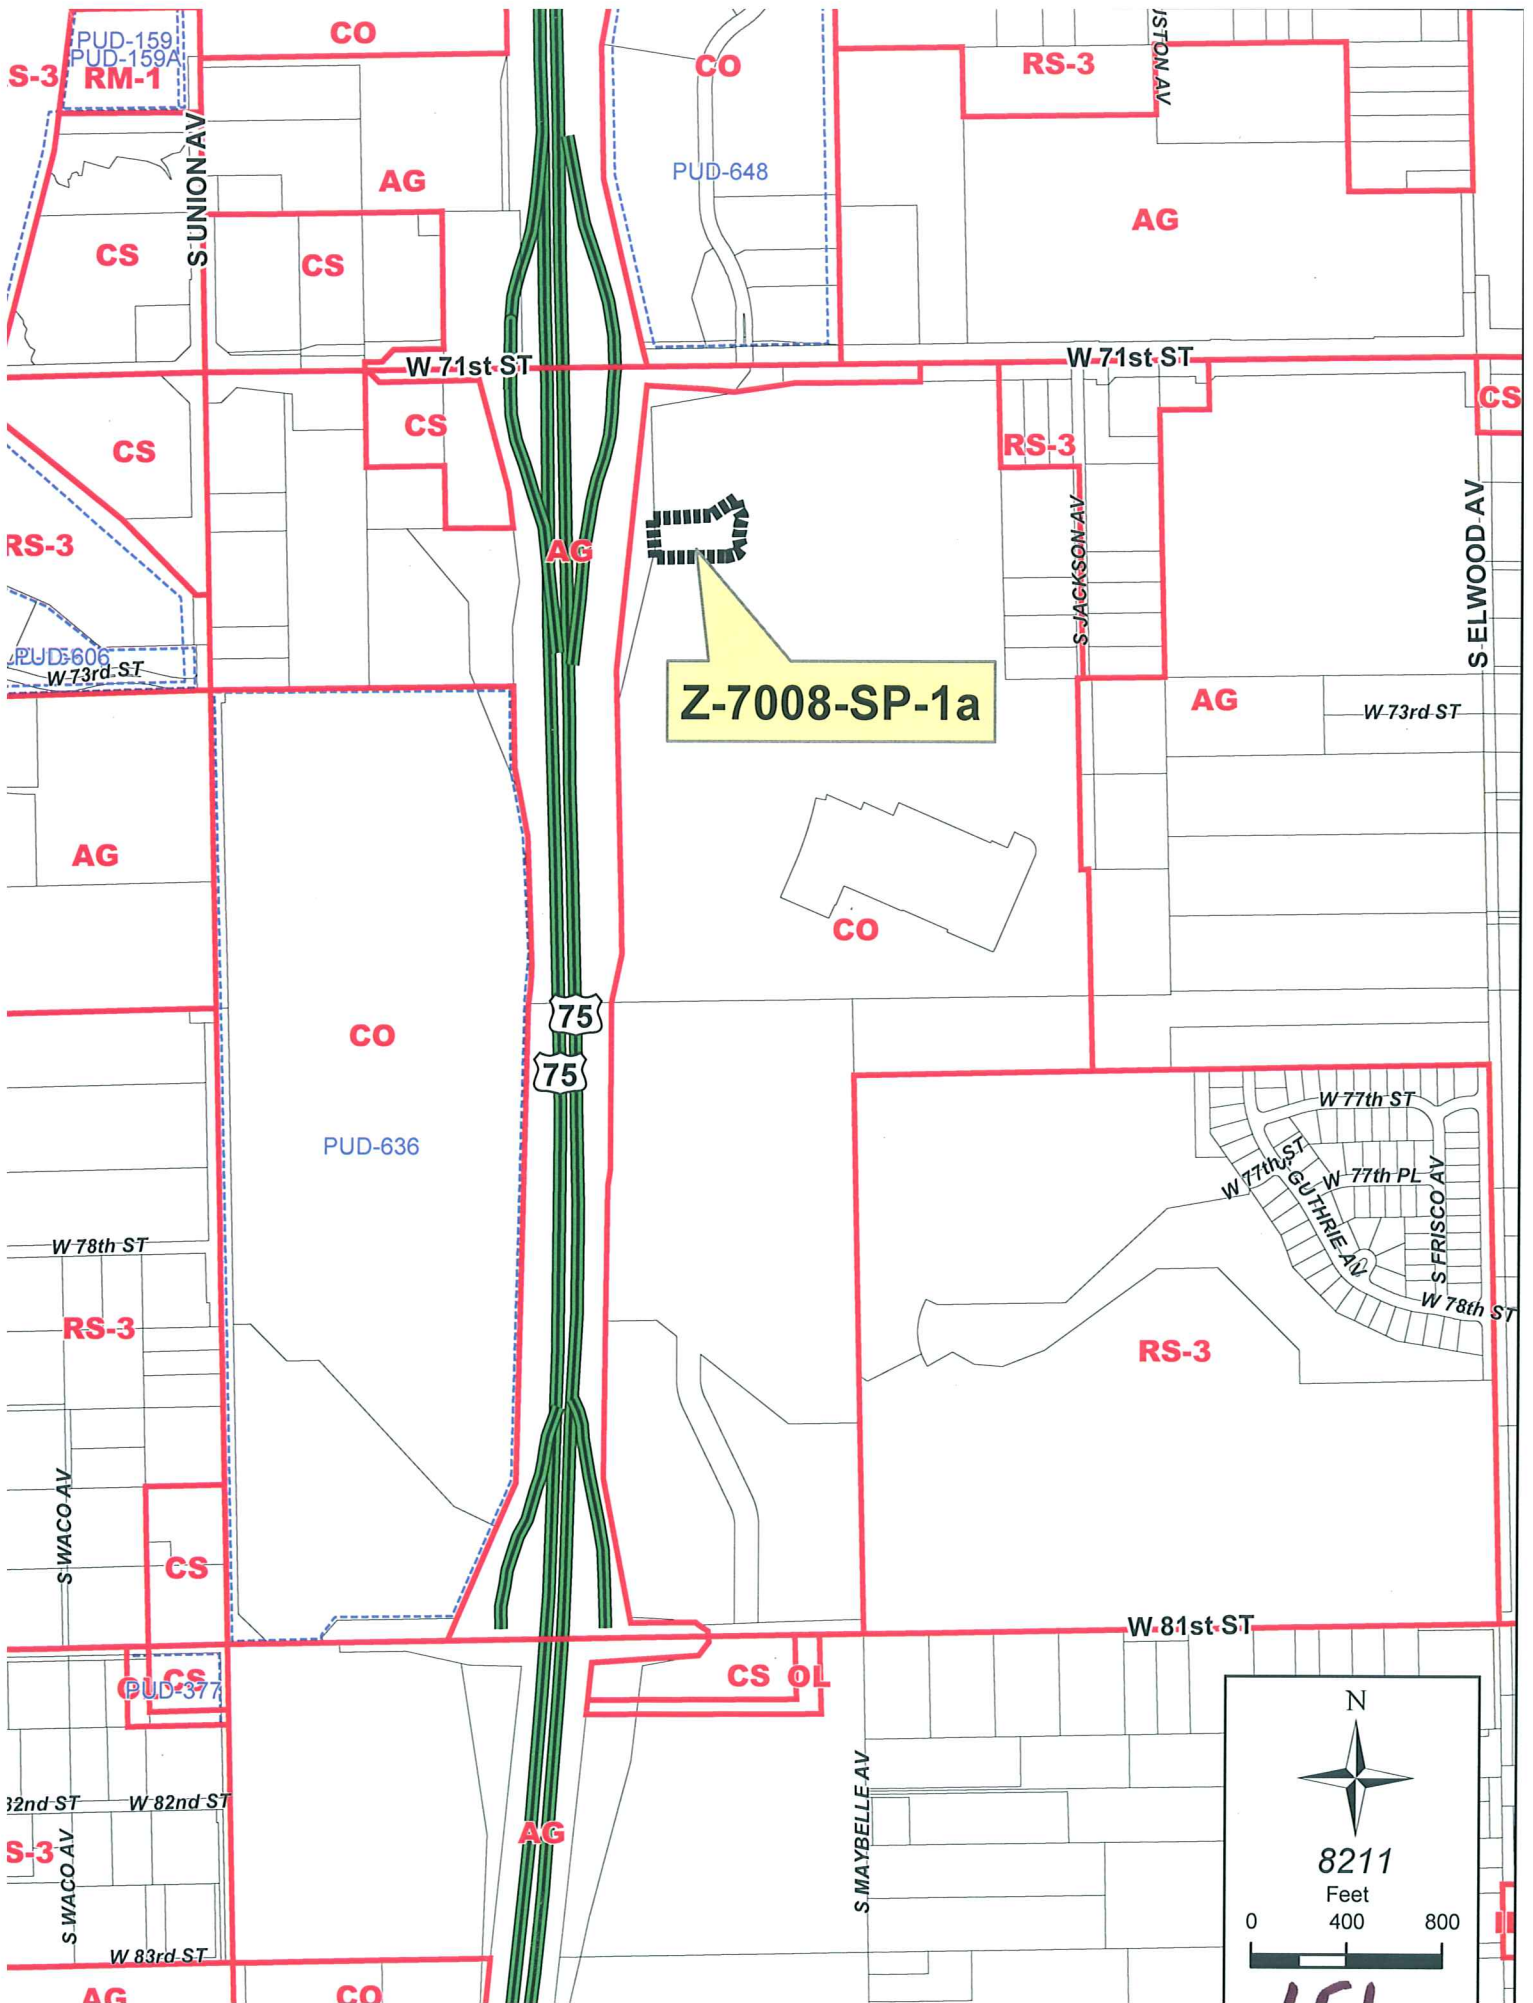 PUD-159
PUD-159A
S-3
RM-1
CO
CO
RS-3
USTON AV
S UNION AV
AG
PUD-648
AG
CS
CS
W 71st ST
W 71st ST
CS
CS
CS
RS-3
S JACKSON AV
S ELWOOD AV
RS-3
AG
PUD-606
W 73rd ST
Z-7008-SP-1a
AG
W 73rd ST
AG
CO
75
CO
75
W 77th ST
PUD-636
W 77th ST
W 77th PL
S GUTHRIE AV
S FRISCO AV
W 78th ST
W 78th ST
RS-3
RS-3
S WACO AV
CS
W 81st ST
CS
PUD-377
CS
OL
N
8211
Feet
0 400 800
S MAYBELLE AV
82nd ST
W 82nd ST
S-3
S WACO AV
AG
W 83rd ST
AG
CO